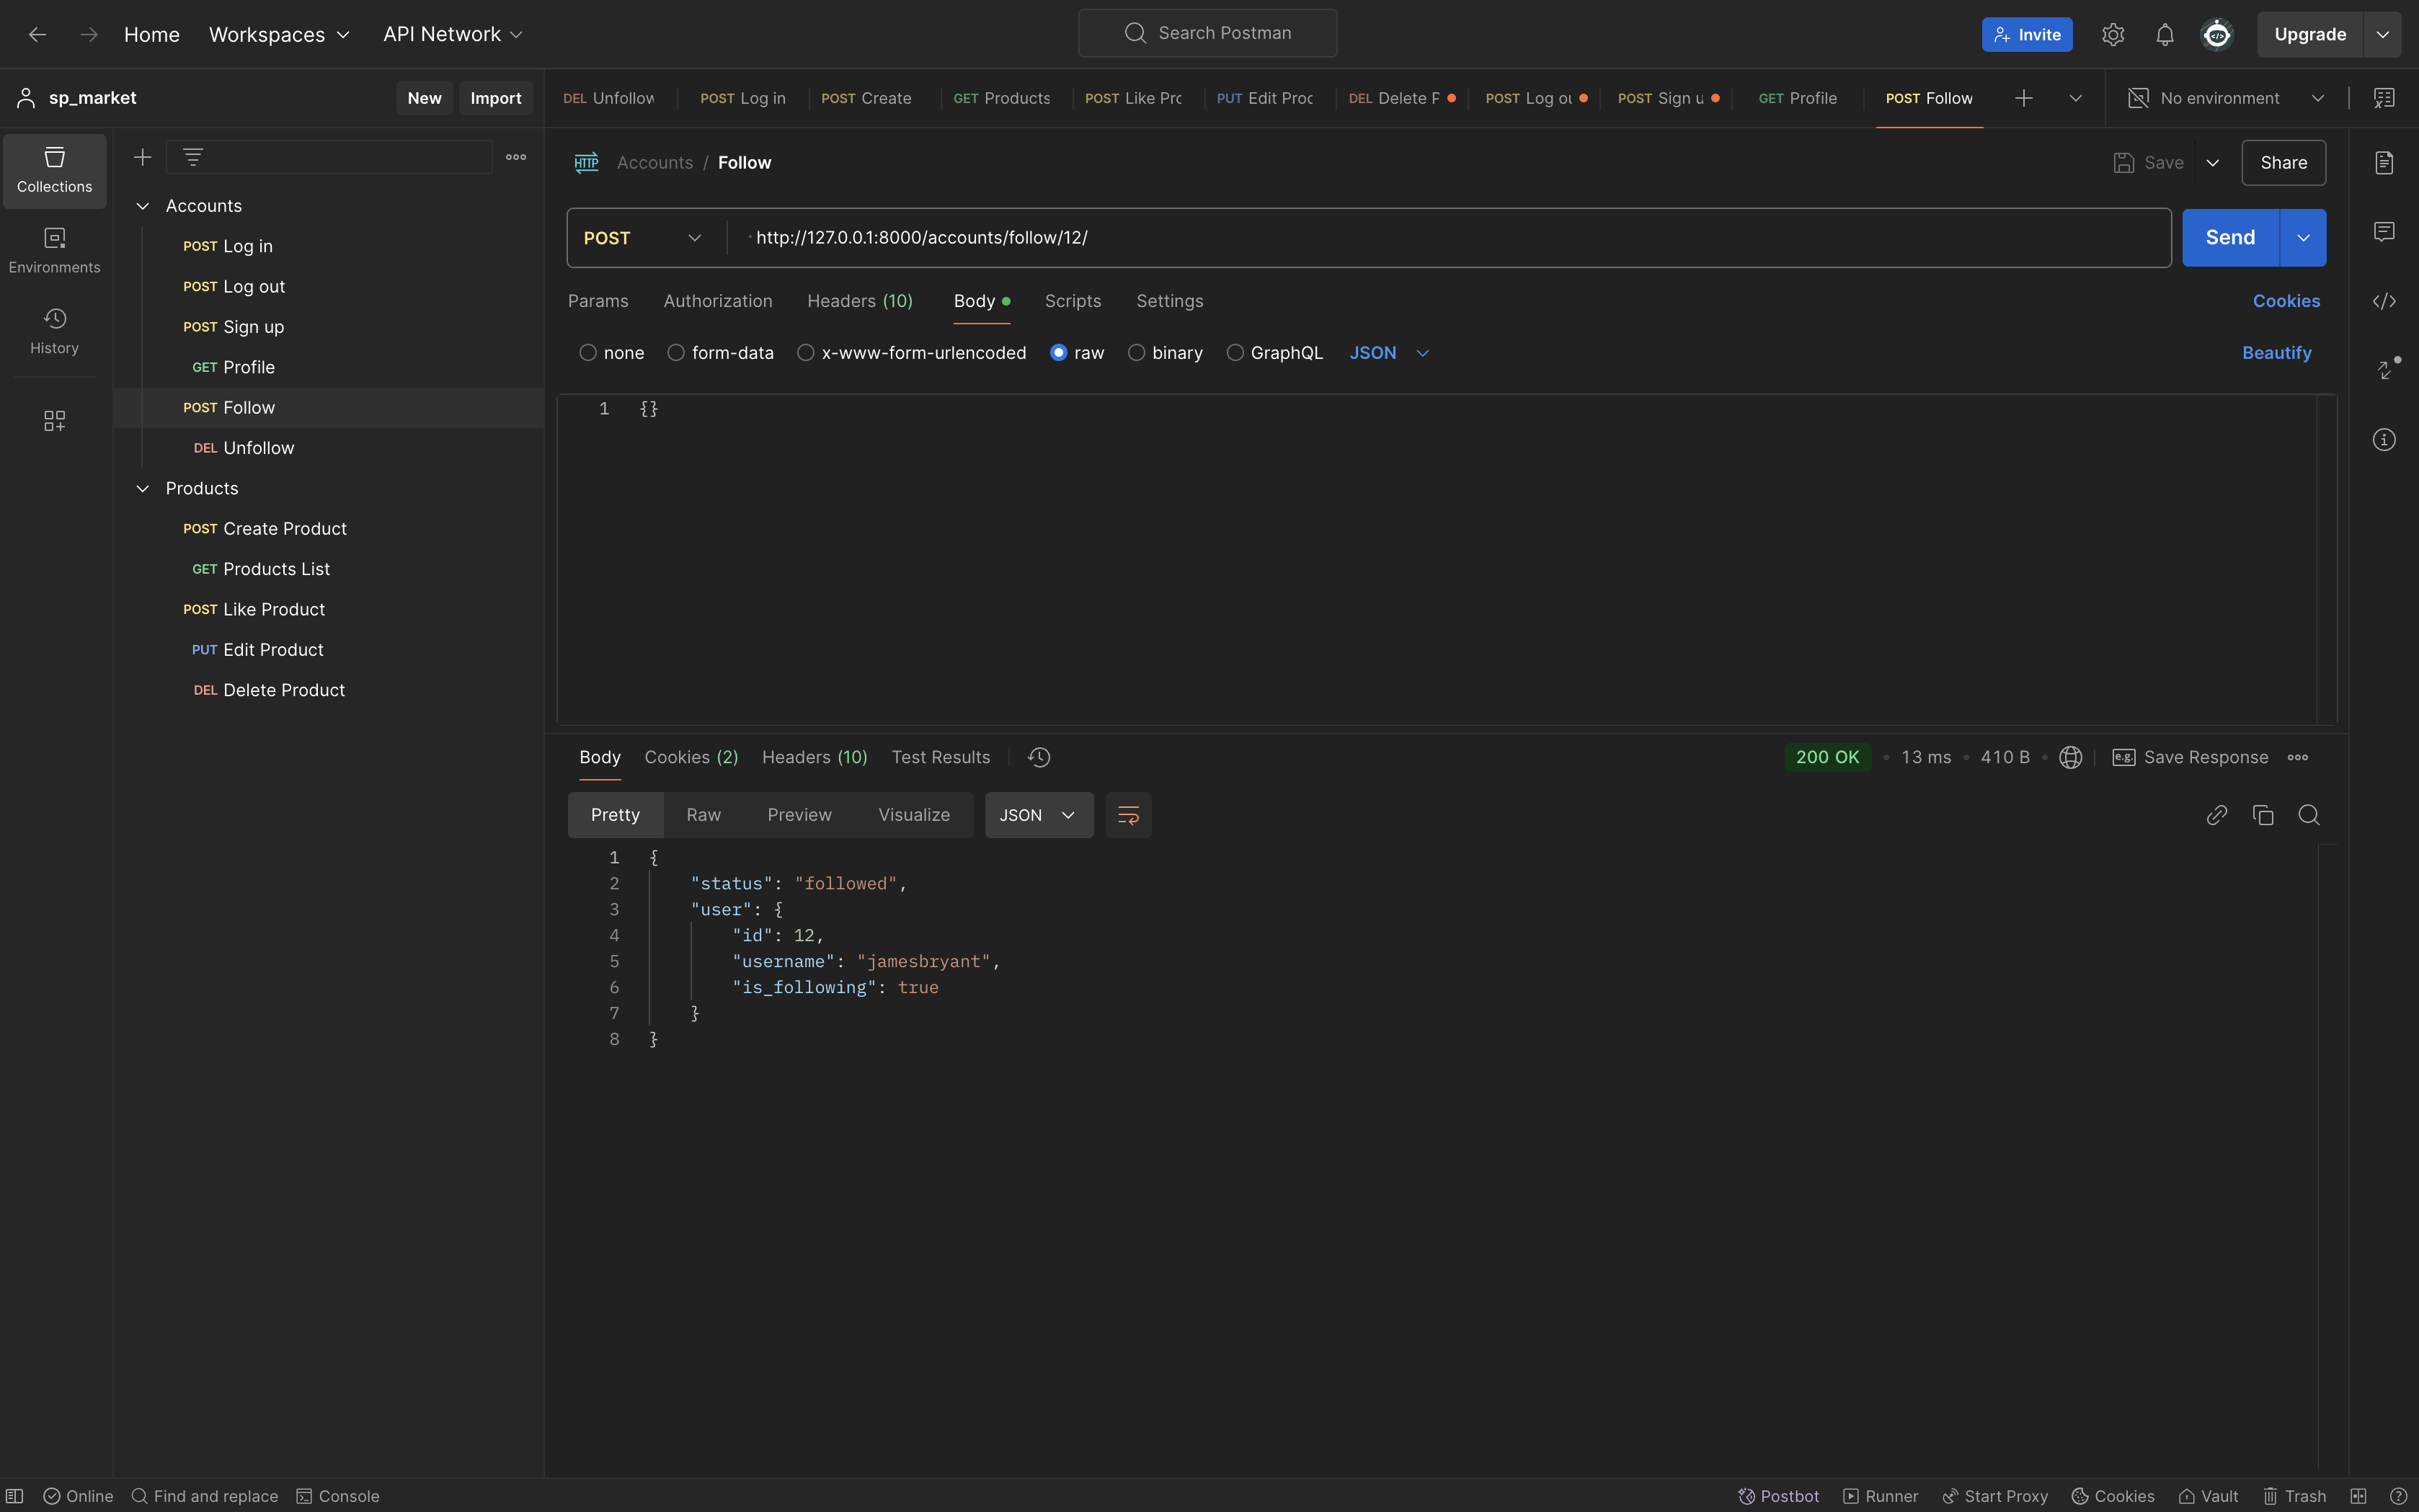 Home Workspaces API Network Search Postman Invite Upgrade
sp_market New Import
DEL Unfollow POST Log in POST Create GET Products POST Like Prc PUT Edit Proc DEL Delete P POST Log ou POST Sign u GET Profile POST Follow No environment
Collections
Environments
History
Accounts
POST Log in
POST Log out
POST Sign up
GET Profile
POST Follow
DEL Unfollow
Products
POST Create Product
GET Products List
POST Like Product
PUT Edit Product
DEL Delete Product
HTTP Accounts / Follow Save Share
POST http://127.0.0.1:8000/accounts/follow/12/ Send
Params Authorization Headers (10) Body Scripts Settings Cookies
none form-data x-www-form-urlencoded raw binary GraphQL JSON Beautify
1 {}
Body Cookies (2) Headers (10) Test Results 200 OK • 13 ms • 410 B • e.g. Save Response
Pretty Raw Preview Visualize JSON
1 {
2 "status": "followed",
3 "user": {
4 "id": 12,
5 "username": "jamesbryant",
6 "is_following": true
7 }
8 }
Online Find and replace Console Postbot Runner Start Proxy Cookies Vault Trash